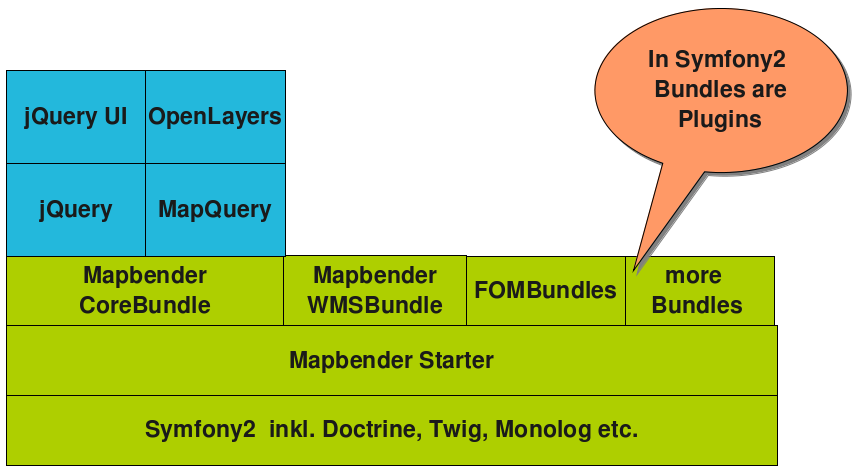 In Symfony2
Bundles are
Plugins
jQuery UI
OpenLayers
jQuery
MapQuery
Mapbender
CoreBundle
Mapbender
WMSBundle
FOMBundles
more
Bundles
Mapbender Starter
Symfony2 inkl. Doctrine, Twig, Monolog etc.